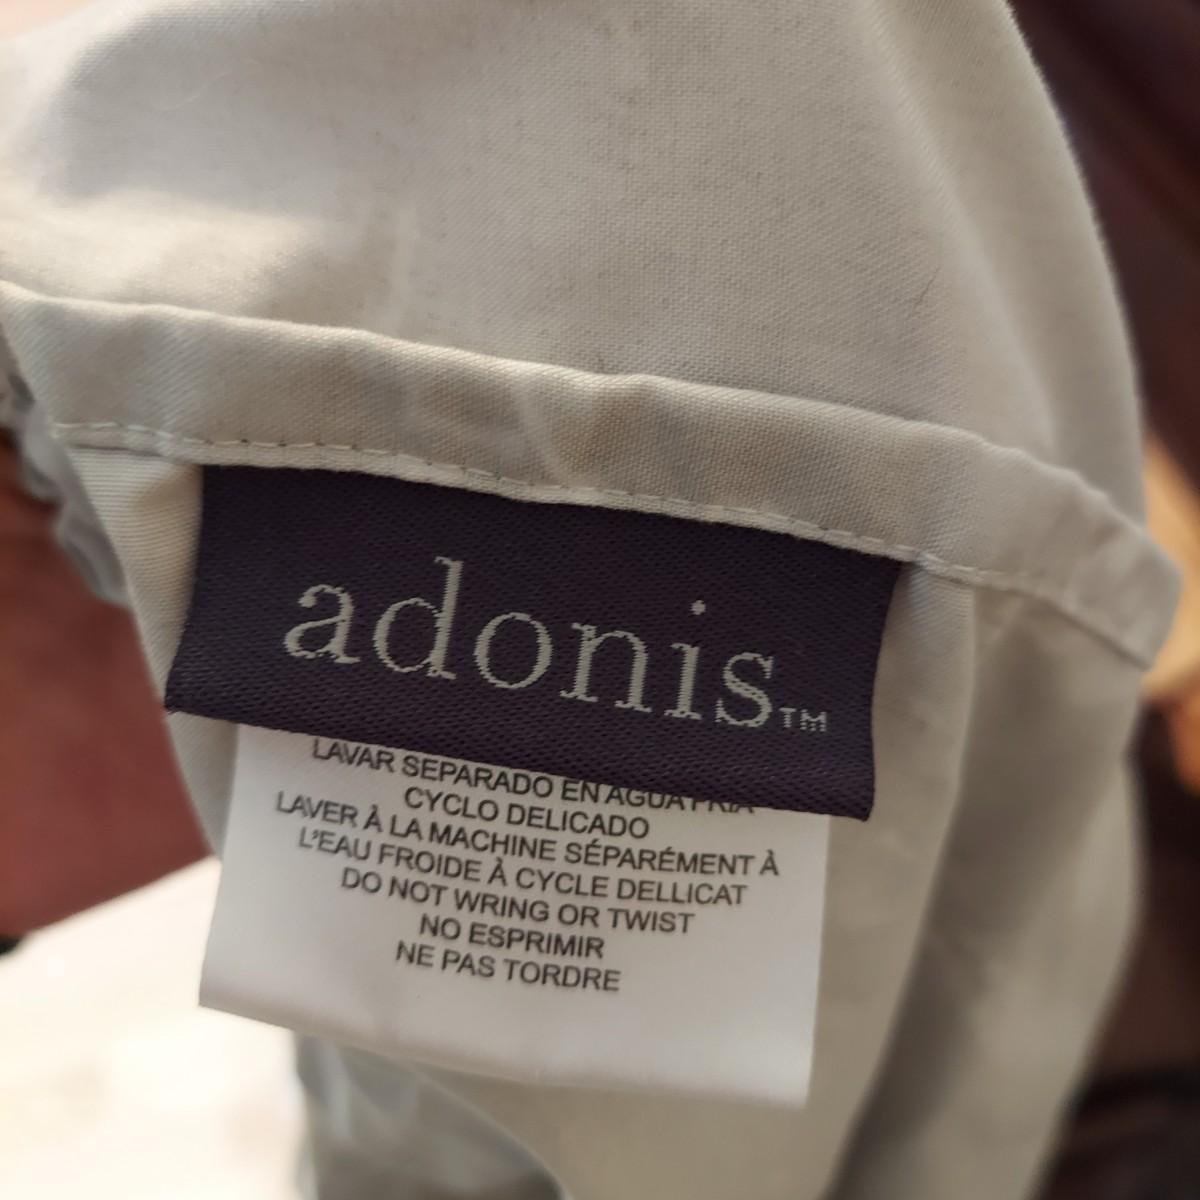 adonis™
LAVAR SEPARADO EN AGUA FRIA
CYCLO DELICADO
LAVER À LA MACHINE SÉPARÉMENT À
L'EAU FROIDE À CYCLE DELLICAT
DO NOT WRING OR TWIST
NO ESPRIMIR
NE PAS TORDRE